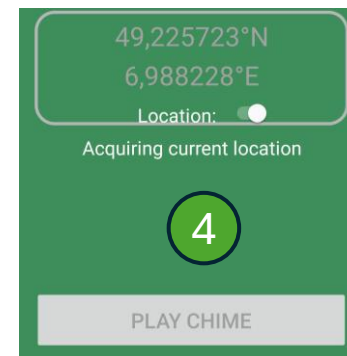 49,225723°N
6,988228°E
Location:
Acquiring current location
4
PLAY CHIME